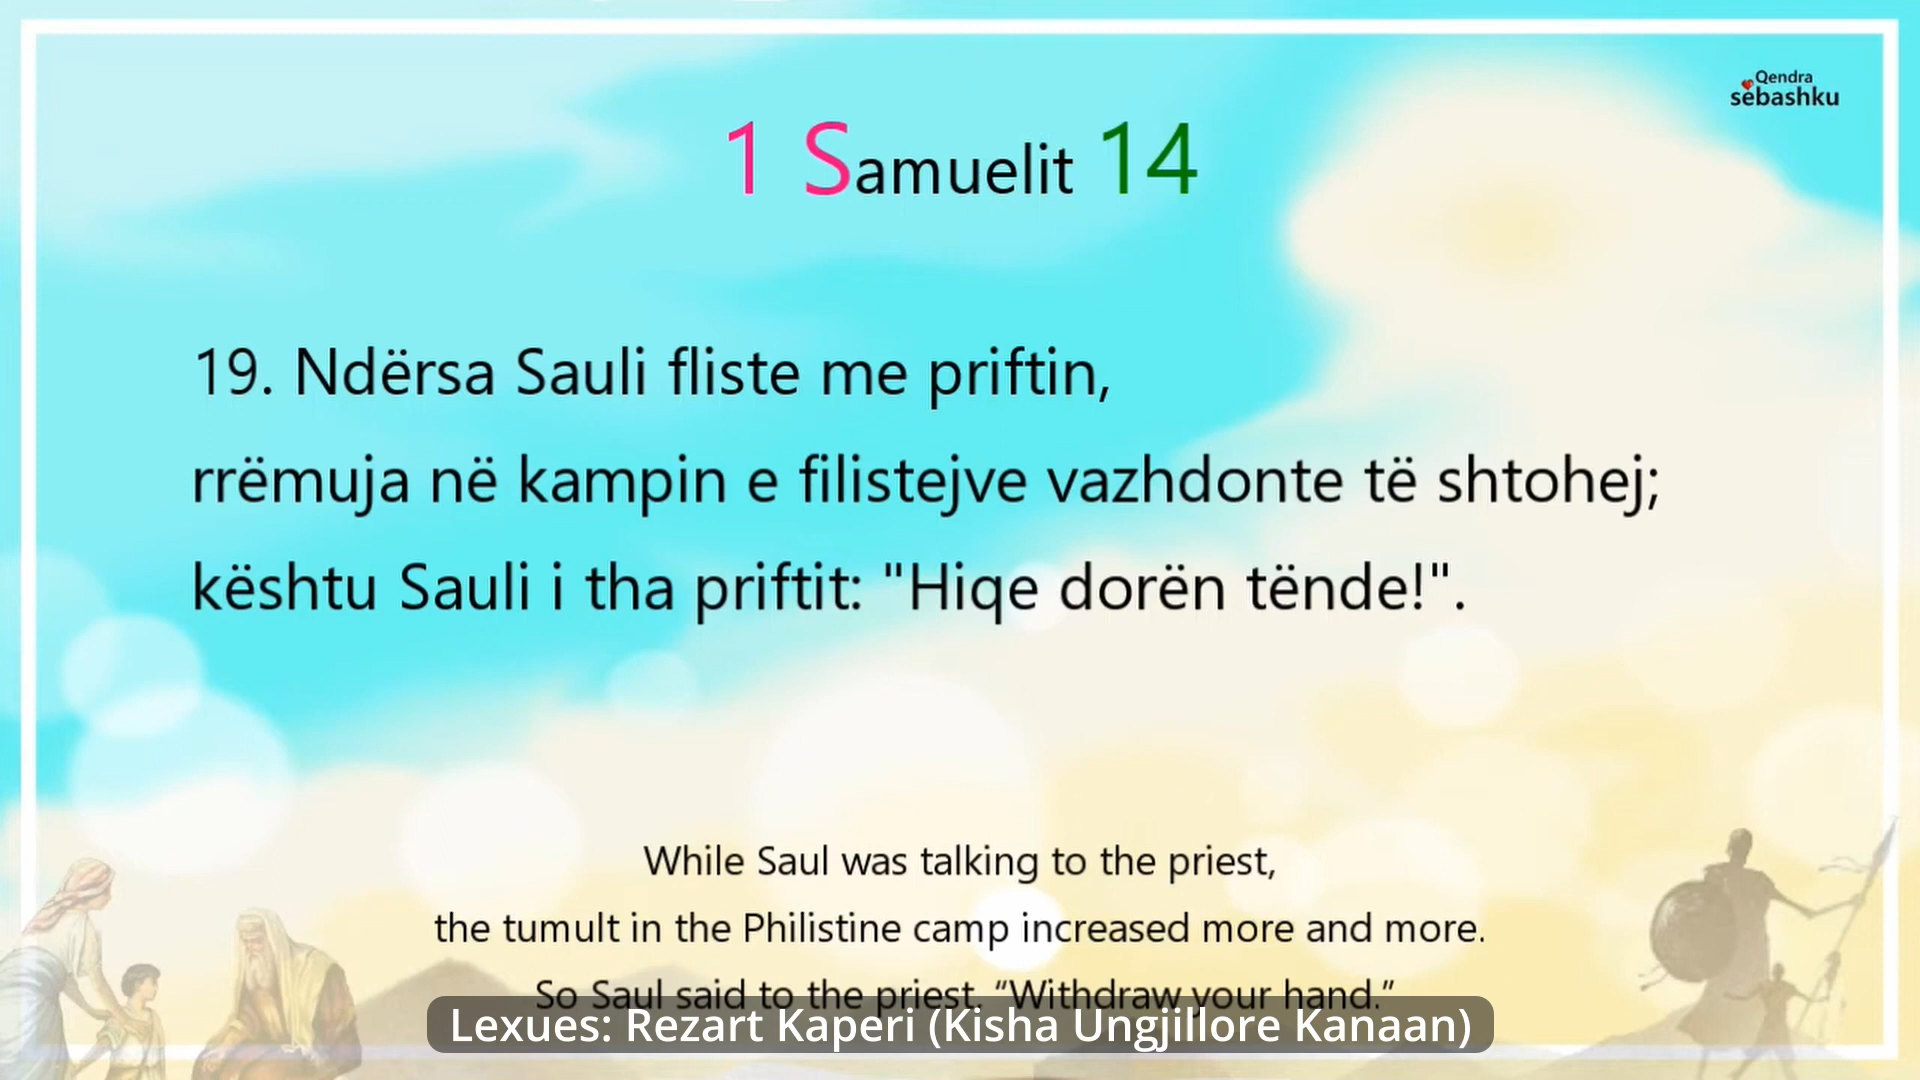 Qendra
sëbashku
1 Samuelit 14
19. Ndërsa Sauli fliste me priftin,
rrëmuja në kampin e filistejve vazhdonte të shtohej;
kështu Sauli i tha priftit: "Hiqe dorën tënde!".
While Saul was talking to the priest,
the tumult in the Philistine camp increased more and more.
So Saul said to the priest, “Withdraw your hand.”
Lexues: Rezart Kaperi (Kisha Ungjillore Kanaan)